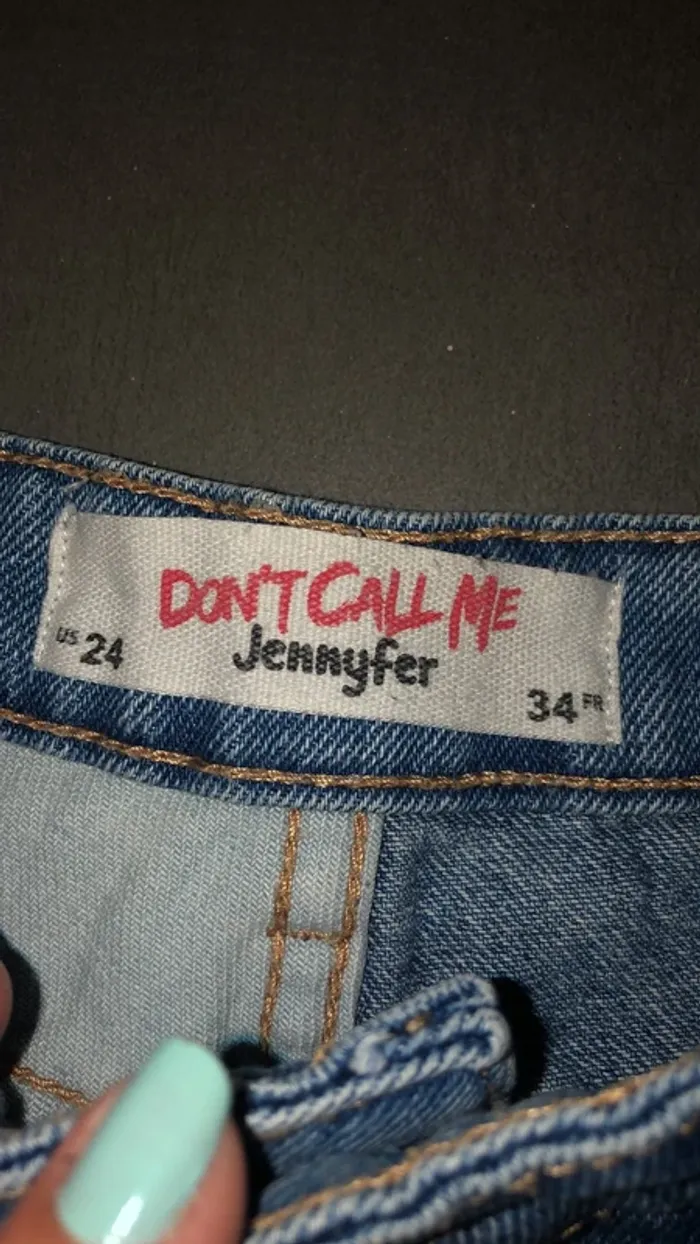 DON'T CALL ME
Jennyfer
US 24
34 FR